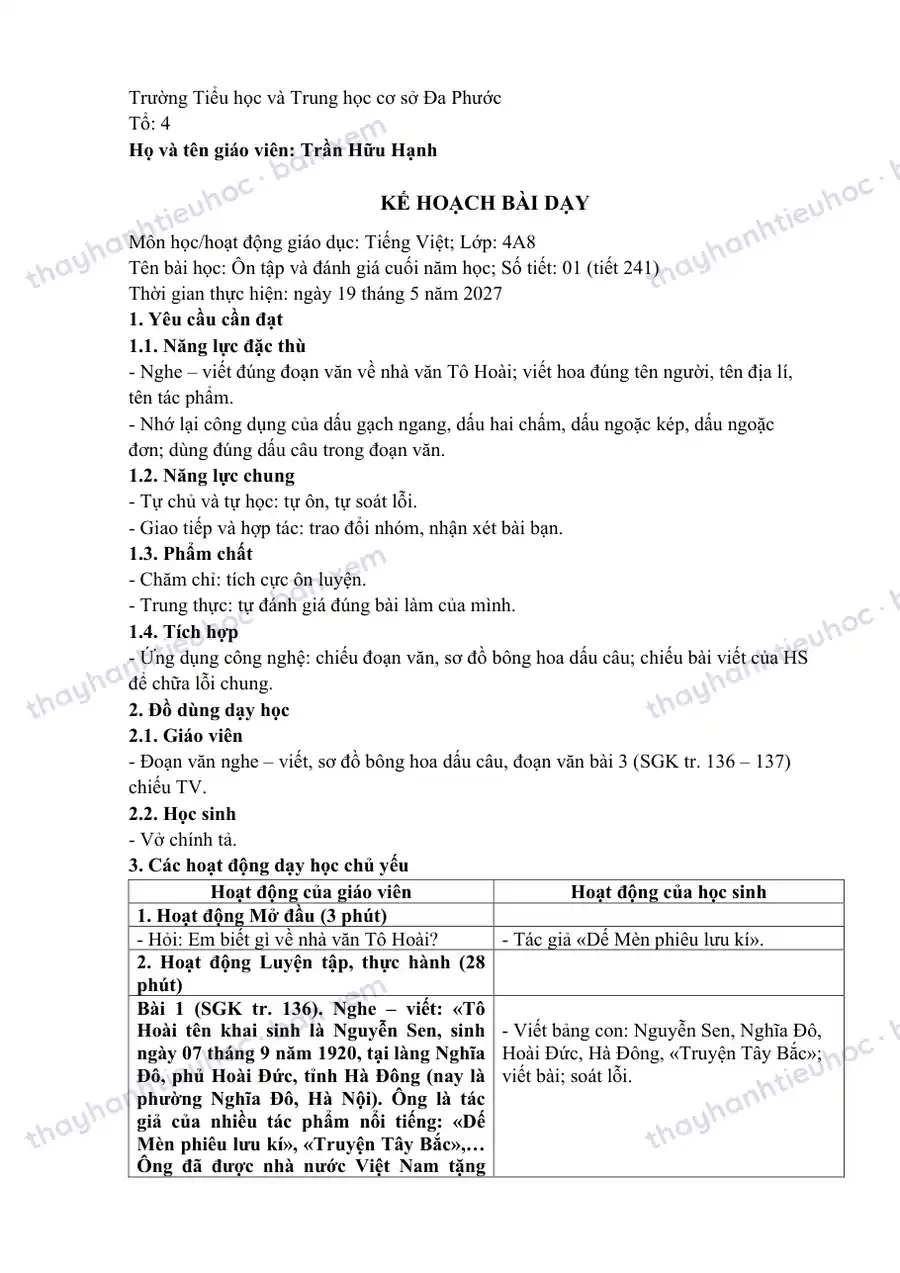 Trường Tiểu học và Trung học cơ sở Đa Phước
Tổ: 4
Họ và tên giáo viên: Trần Hữu Hạnh
KẾ HOẠCH BÀI DẠY
Môn học/hoạt động giáo dục: Tiếng Việt; Lớp: 4A8
Tên bài học: Ôn tập và đánh giá cuối năm học; Số tiết: 01 (tiết 241)
Thời gian thực hiện: ngày 19 tháng 5 năm 2027
1. Yêu cầu cần đạt
1.1. Năng lực đặc thù
- Nghe – viết đúng đoạn văn về nhà văn Tô Hoài; viết hoa đúng tên người, tên địa lí,
tên tác phẩm.
- Nhớ lại công dụng của dấu gạch ngang, dấu hai chấm, dấu ngoặc kép, dấu ngoặc
đơn; dùng đúng dấu câu trong đoạn văn.
1.2. Năng lực chung
- Tự chủ và tự học: tự ôn, tự soát lỗi.
- Giao tiếp và hợp tác: trao đổi nhóm, nhận xét bài bạn.
1.3. Phẩm chất
- Chăm chỉ: tích cực ôn luyện.
- Trung thực: tự đánh giá đúng bài làm của mình.
1.4. Tích hợp
- Ứng dụng công nghệ: chiếu đoạn văn, sơ đồ bông hoa dấu câu; chiếu bài viết của HS
để chữa lỗi chung.
2. Đồ dùng dạy học
2.1. Giáo viên
- Đoạn văn nghe – viết, sơ đồ bông hoa dấu câu, đoạn văn bài 3 (SGK tr. 136 – 137)
chiếu TV.
2.2. Học sinh
- Vở chính tả.
3. Các hoạt động dạy học chủ yếu
Hoạt động của giáo viên
Hoạt động của học sinh
1. Hoạt động Mở đầu (3 phút)
- Hỏi: Em biết gì về nhà văn Tô Hoài?
- Tác giả «Dế Mèn phiêu lưu kí».
2. Hoạt động Luyện tập, thực hành (28
phút)
Bài 1 (SGK tr. 136). Nghe – viết: «Tô
Hoài tên khai sinh là Nguyễn Sen, sinh
ngày 07 tháng 9 năm 1920, tại làng Nghĩa
Đô, phủ Hoài Đức, tỉnh Hà Đông (nay là
phường Nghĩa Đô, Hà Nội). Ông là tác
giả của nhiều tác phẩm nổi tiếng: «Dế
Mèn phiêu lưu kí», «Truyện Tây Bắc»,…
Ông đã được nhà nước Việt Nam tặng
- Viết bảng con: Nguyễn Sen, Nghĩa Đô,
Hoài Đức, Hà Đông, «Truyện Tây Bắc»;
viết bài; soát lỗi.
thayhanhtieuhoc · bản xem
thayhanhtieuhoc · b
thayhanhtieuhoc · bản xem
thayhanhtieuhoc · b
thayhanhtieuhoc · bản xem
thayhanhtieuhoc · b